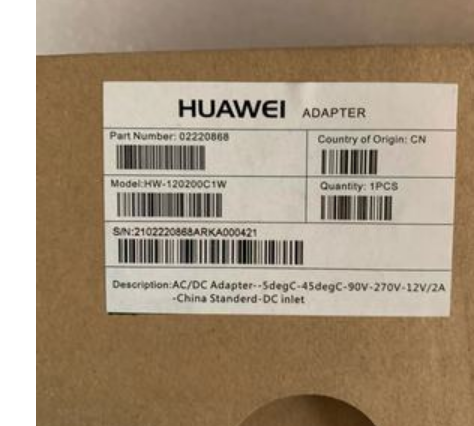 HUAWEI ADAPTER
Part Number: 02220868
Country of Origin: CN
Model:HW-120200C1W
Quantity: 1PCS
S/N:2102220868ARKA000421
Description:AC/DC Adapter--5degC-45degC-90V-270V-12V/2A
-China Standerd-DC inlet